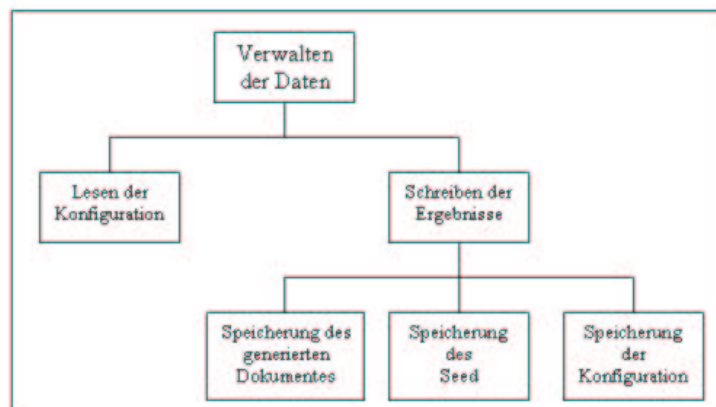 Verwalten
der Daten
Lesen der
Konfiguration
Schreiben der
Ergebnisse
Speicherung des
generierten
Dokumentes
Speicherung
des
Seed
Speicherung
der
Konfiguration